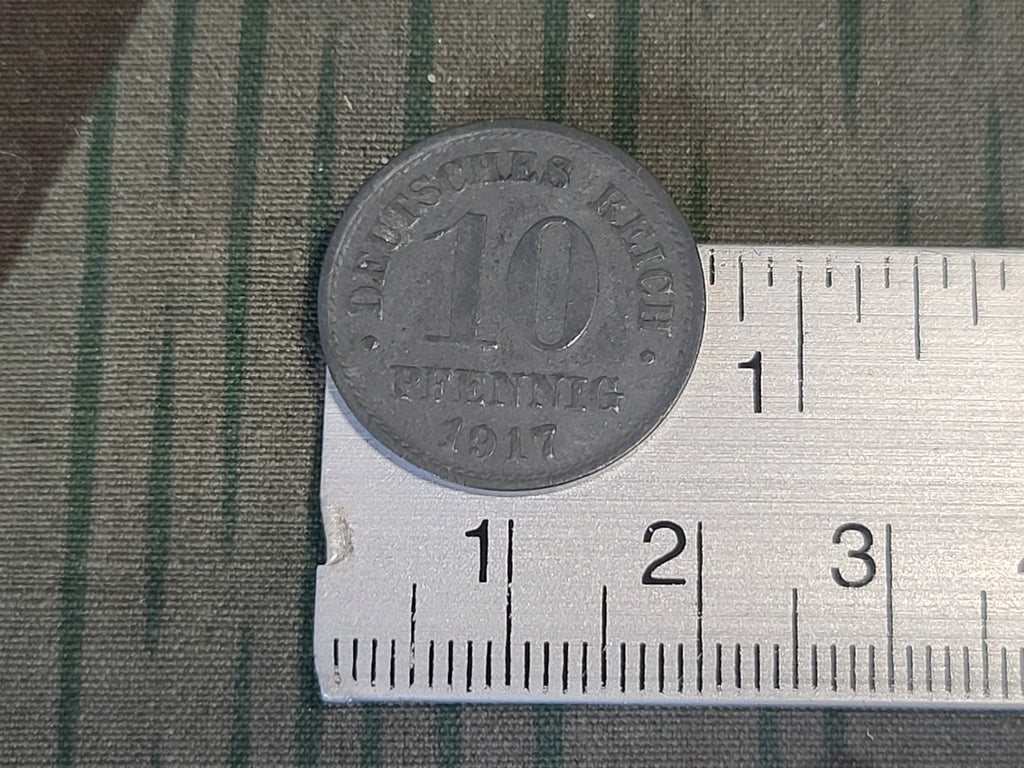 DEUTSCHES REICH
10
PFENNIG
1917
1
1 2 3